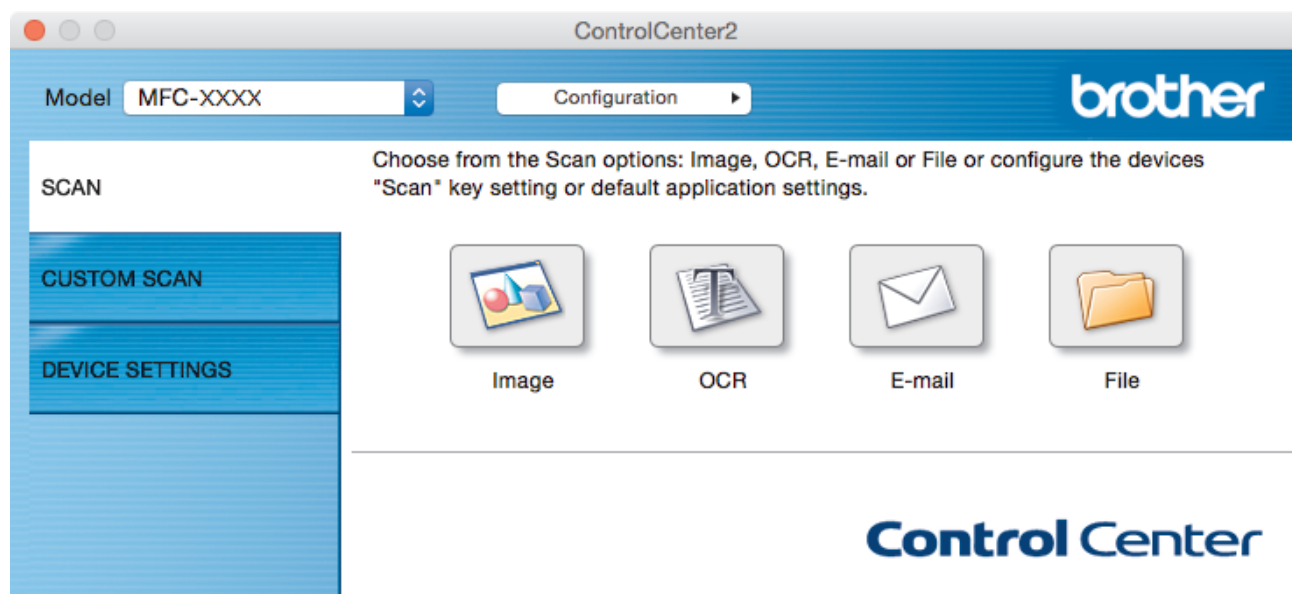 ControlCenter2
Model MFC-XXXX Configuration
brother
SCAN
CUSTOM SCAN
DEVICE SETTINGS
Choose from the Scan options: Image, OCR, E-mail or File or configure the devices
"Scan" key setting or default application settings.
Image OCR E-mail File
Control Center